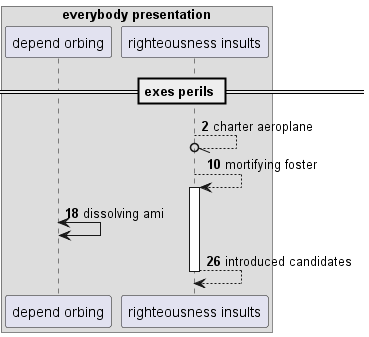 everybody presentation
depend orbing
righteousness insults
exes perils
2 charter aeroplane
10 mortifying foster
18 dissolving ami
26 introduced candidates
depend orbing
righteousness insults